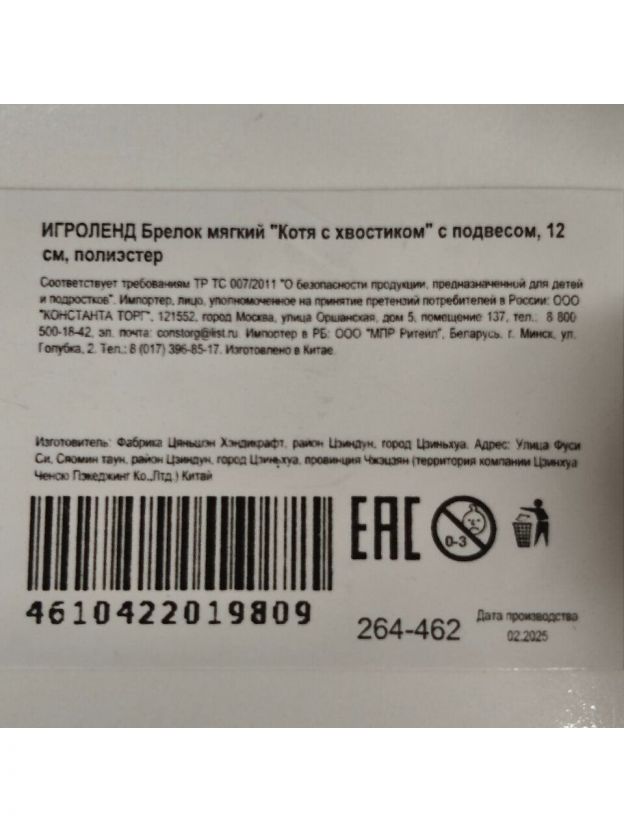 ИГРОЛЕНД Брелок мягкий "Котя с хвостиком" с подвесом, 12
см, полиэстер
Соответствует требованиям ТР ТС 007/2011 "О безопасности продукции, предназначенной для детей
и подростков". Импортер, лицо, уполномоченное на принятие претензий потребителей в России: ООО
"КОНСТАНТА ТОРГ", 121552, город Москва, улица Оршанская, дом 5, помещение 137, тел.: 8 800
500-18-42, эл. почта: constorg@list.ru. Импортер в РБ: ООО "МПР Ритейл", Беларусь. г. Минск, ул.
Голубка, 2. Тел.: 8 (017) 396-85-17. Изготовлено в Китае.
Изготовитель: Фабрика Цяньшэн Хэндикрафт, район Цзиндун, город Цзиньхуа. Адрес: Улица Фуси
Си, Сяомин таун, район Цзиндун, город Цзиньхуа, провинция Чжэцзян (территория компании Цзинхуа
Ченсю Пэкеджинг Ко.,Лтд.) Китай
EAC
0-3
4610422019809
264-462
Дата производства
02.2025